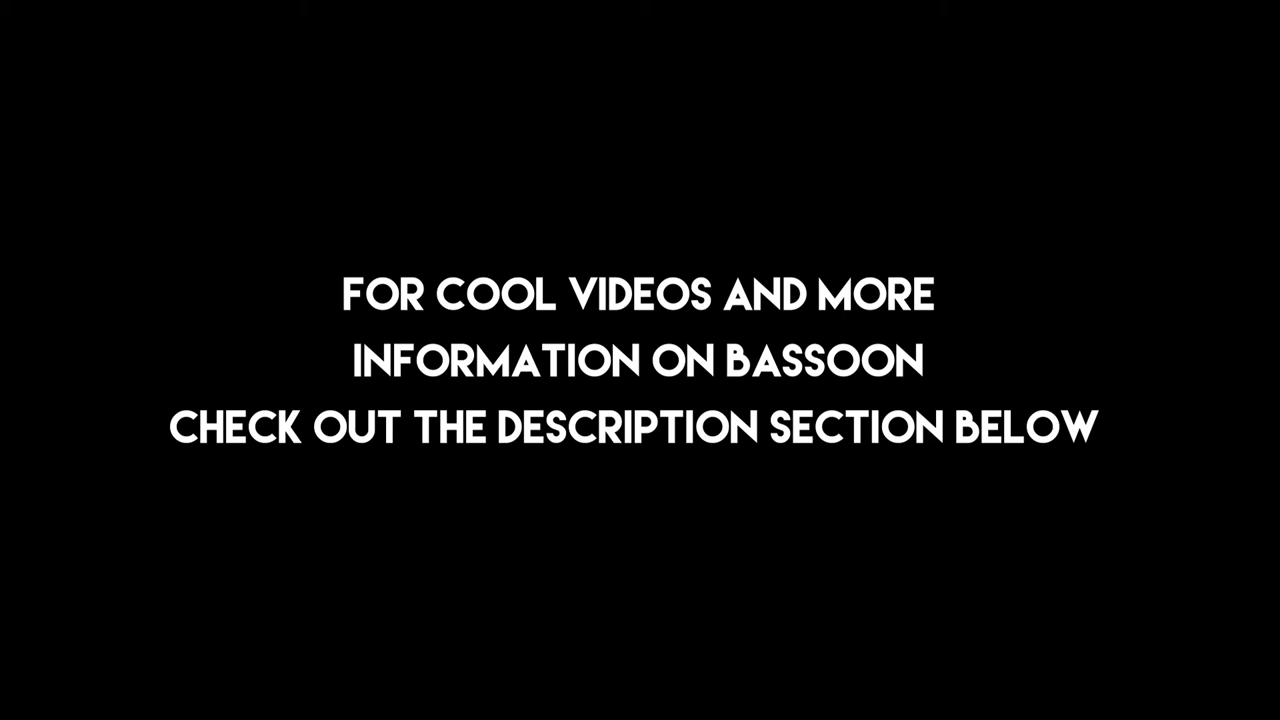 FOR COOL VIDEOS AND MORE
INFORMATION ON BASSOON
CHECK OUT THE DESCRIPTION SECTION BELOW